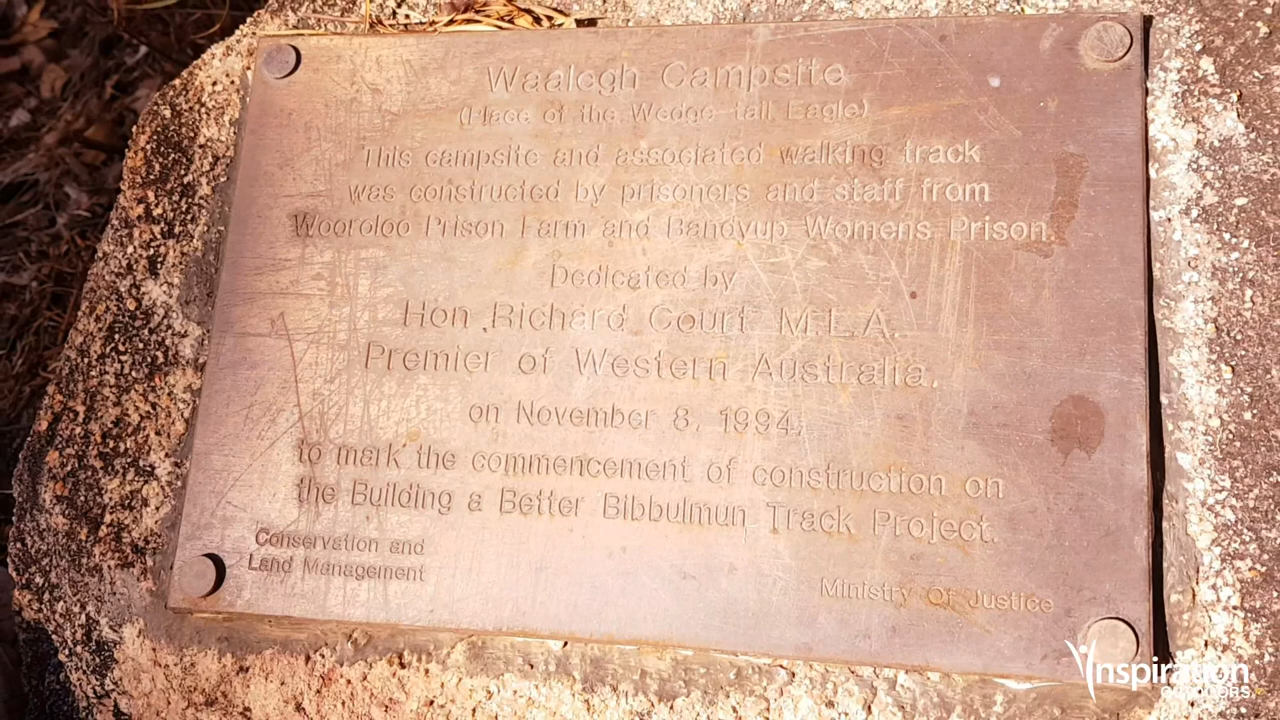 Waalegh Campsite
(Place of the Wedge tail Eagle)
This campsite and associated walking track
was constructed by prisoners and staff from
Wooroloo Prison Farm and Bandyup Womens Prison.
Dedicated by
Hon Richard Court M.L.A.
Premier of Western Australia.
on November 8, 1994,
to mark the commencement of construction on
the Building a Better Bibbulmun Track Project.
Conservation and
Land Management
Ministry Of Justice
Inspiration
OUTDOORS